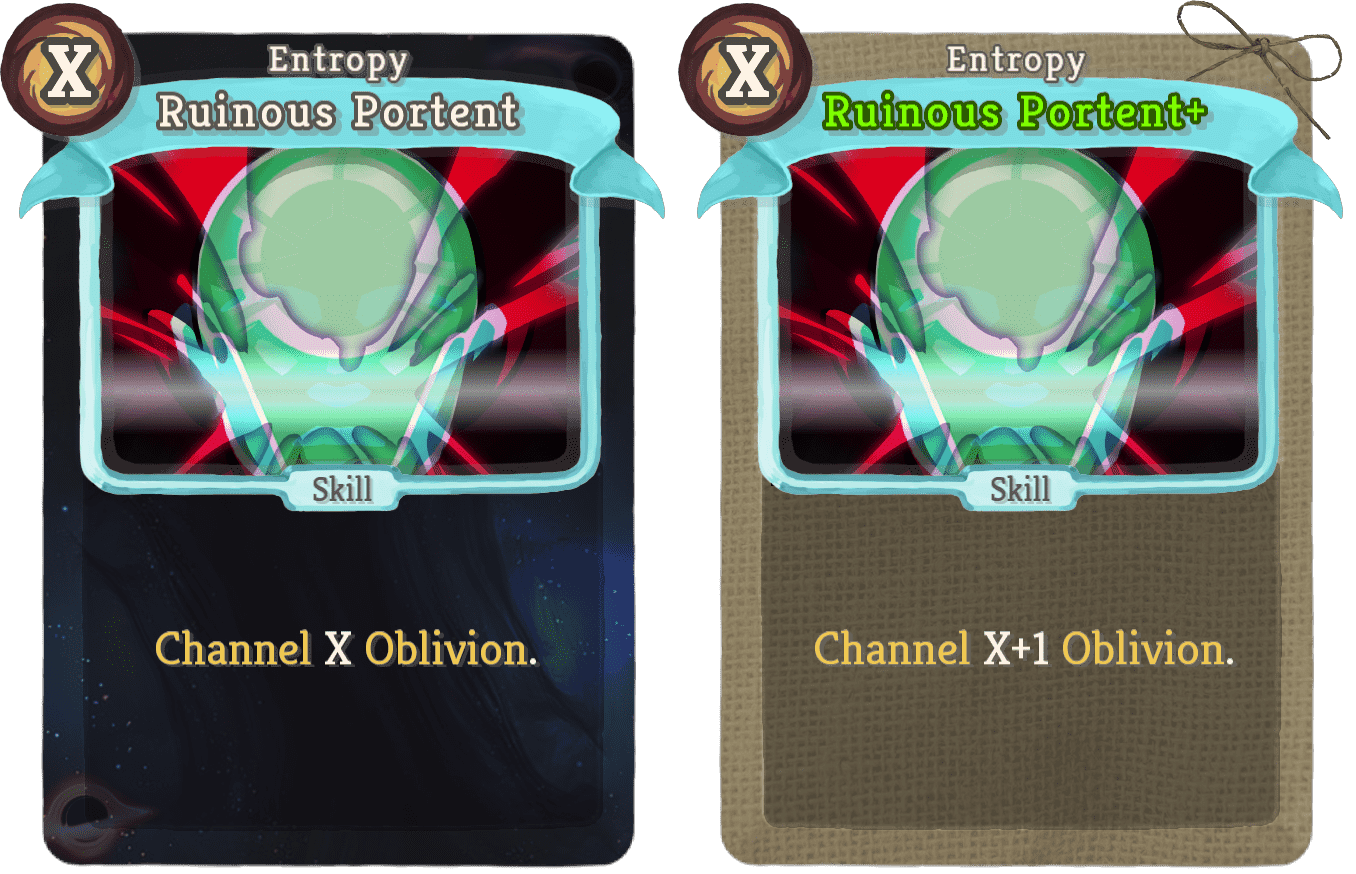 X
Entropy
Ruinous Portent
Skill
Channel X Oblivion.
X
Entropy
Ruinous Portent+
Skill
Channel X+1 Oblivion.